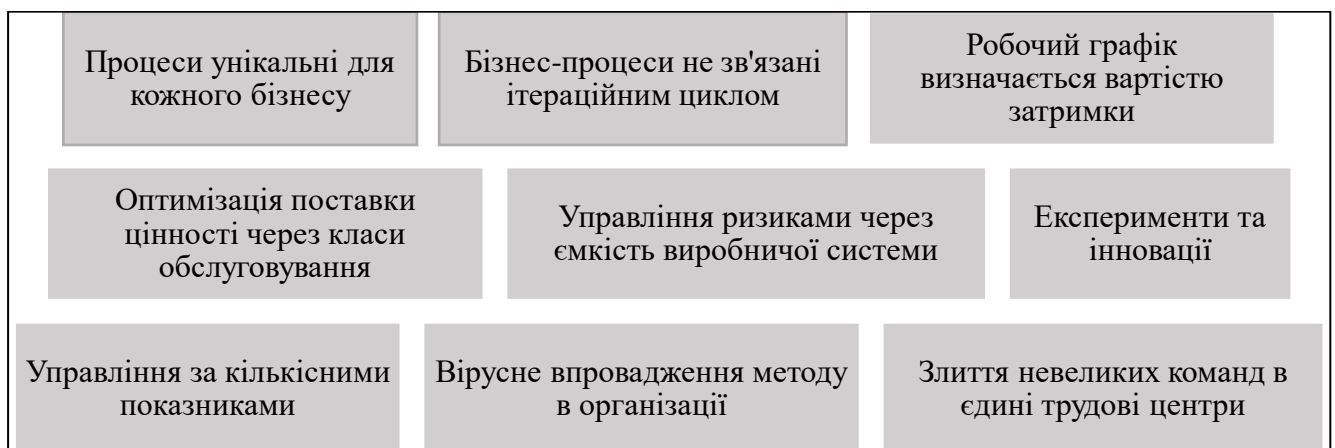 Процеси унікальні для
кожного бізнесу
Бізнес-процеси не зв'язані
ітераційним циклом
Робочий графік
визначається вартістю
затримки
Оптимізація поставки
цінності через класи
обслуговування
Управління ризиками через
ємкість виробничої системи
Експерименти та
інновації
Управління за кількісними
показниками
Вірусне впровадження методу
в організації
Злиття невеликих команд в
єдині трудові центри